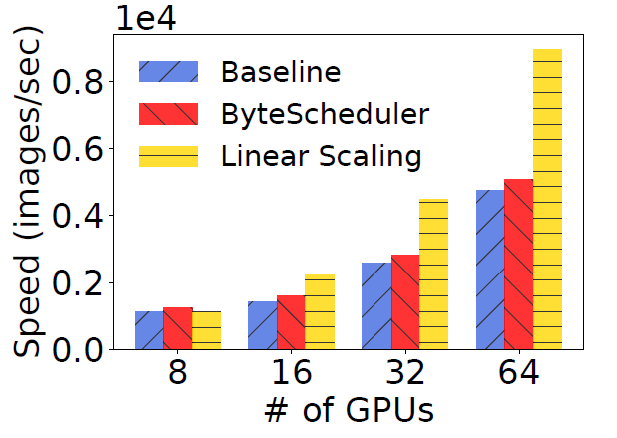 1e4
Speed (images/sec)
0.8
0.6
0.4
0.2
0.0
Baseline
ByteScheduler
Linear Scaling
8 16 32 64
# of GPUs